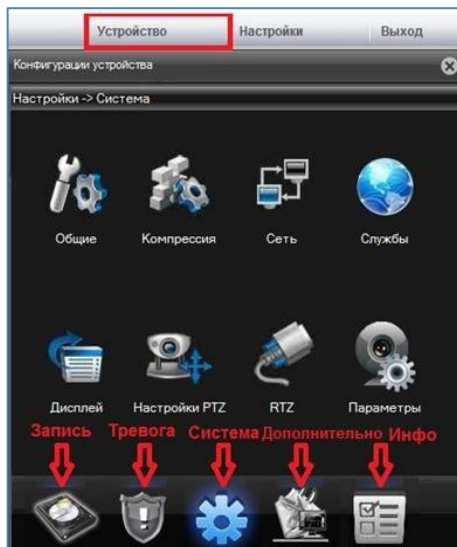 Устройство Настройки Выход
Конфигурации устройства
Настройки -> Система
Общие Компрессия Сеть Службы
Дисплей Настройки PTZ RTZ Параметры
Запись Тревога Система Дополнительно Инфо